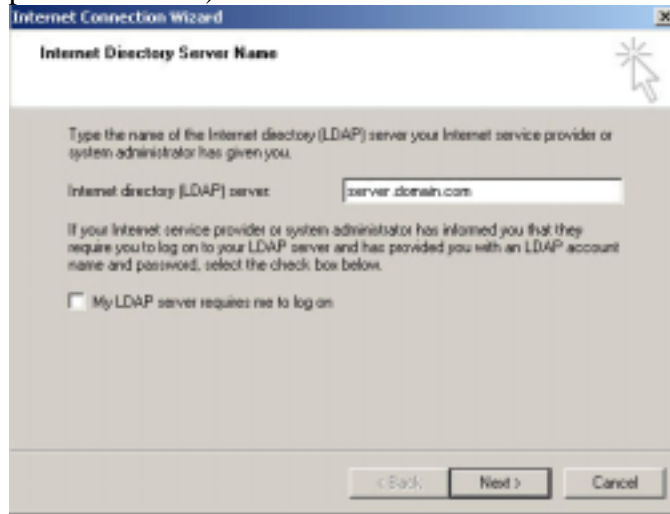 Internet Connection Wizard
Internet Directory Server Name
Type the name of the Internet directory (LDAP) server your Internet service provider or
system administrator has given you.
Internet directory (LDAP) server:
server.domain.com
If your Internet service provider or system administrator has informed you that they
require you to log on to your LDAP server and has provided you with an LDAP account
name and password, select the check box below.
My LDAP server requires me to log on
< Back
Next >
Cancel